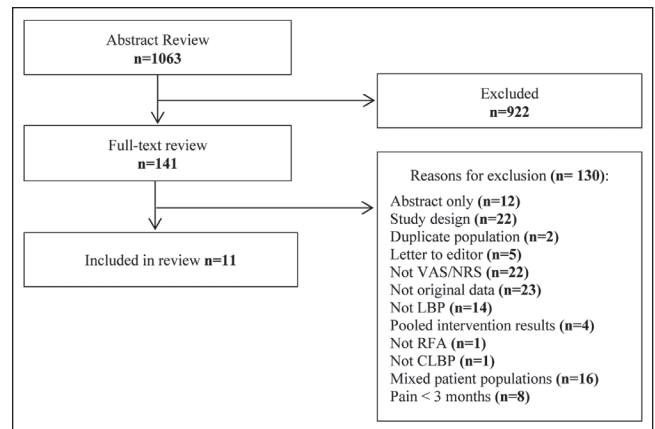 Abstract Review
n=1063
Excluded
n=922
Full-text review
n=141
Reasons for exclusion (n= 130):
Abstract only (n=12)
Study design (n=22)
Duplicate population (n=2)
Letter to editor (n=5)
Not VAS/NRS (n=22)
Not original data (n=23)
Not LBP (n=14)
Pooled intervention results (n=4)
Not RFA (n=1)
Not CLBP (n=1)
Mixed patient populations (n=16)
Pain < 3 months (n=8)
Included in review n=11